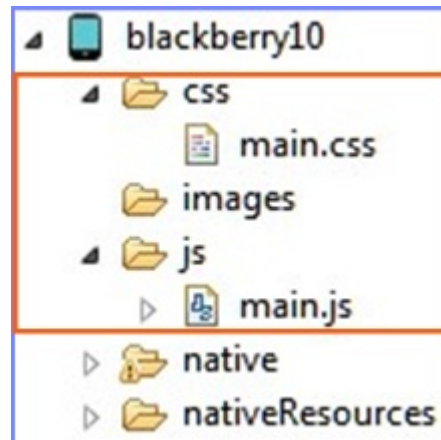 blackberry10
css
main.css
images
js
main.js
native
nativeResources